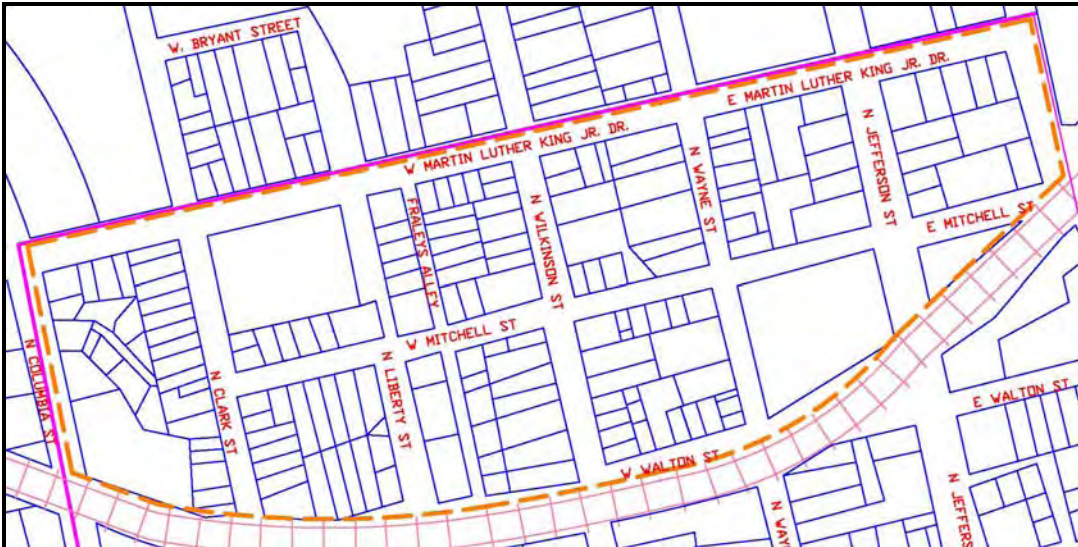 W. BRYANT STREET
E MARTIN LUTHER KING JR. DR.
W MARTIN LUTHER KING JR. DR.
N JEFFERSON ST
N WAYNE ST
FRALEYS ALLEY
N WILKINSON ST
E MITCHELL ST
W MITCHELL ST
N COLUMBIA ST
N CLARK ST
N LIBERTY ST
E WALTON ST
W WALTON ST
N WAY
N JEFFERS